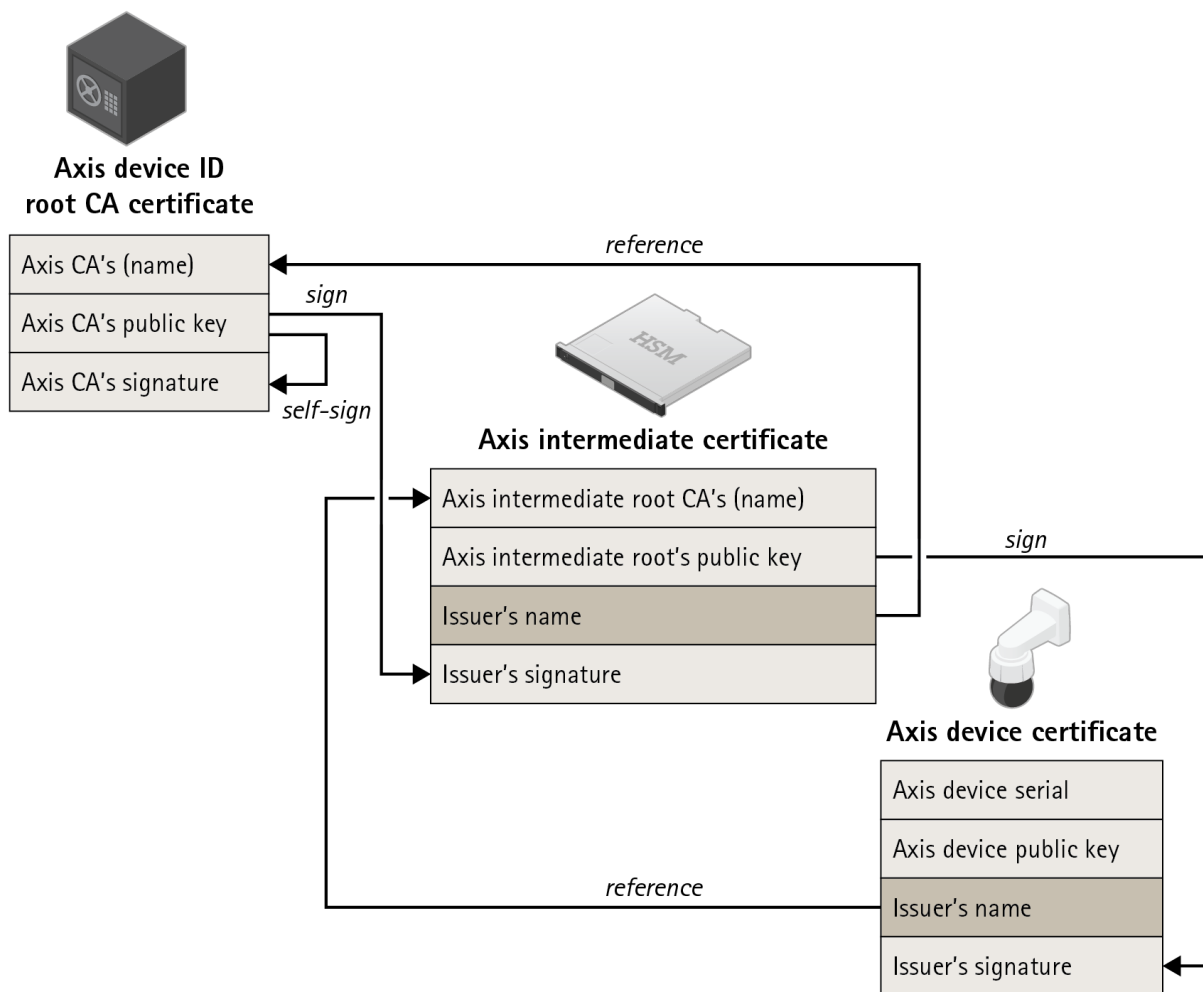 Axis device ID
root CA certificate
Axis CA's (name)
Axis CA's public key
Axis CA's signature
reference
sign
self-sign
HSM
Axis intermediate certificate
Axis intermediate root CA's (name)
Axis intermediate root's public key
Issuer's name
Issuer's signature
sign
Axis device certificate
Axis device serial
Axis device public key
Issuer's name
Issuer's signature
reference